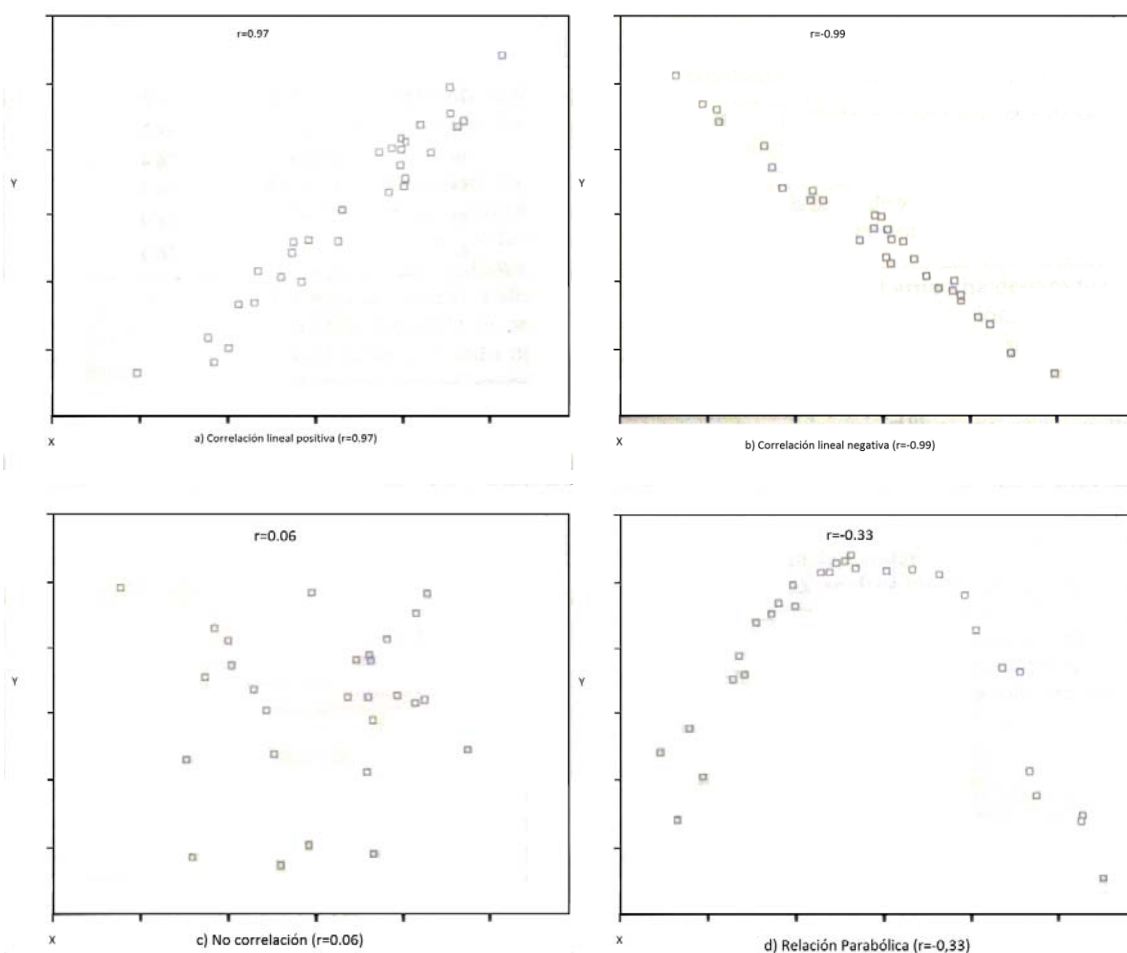 r=0.97
Y
X
a) Correlación lineal positiva (r=0.97)
r=-0.99
Y
X
b) Correlación lineal negativa (r=-0.99)
r=0.06
Y
X
c) No correlación (r=0.06)
r=-0.33
Y
X
d) Relación Parabólica (r=-0,33)